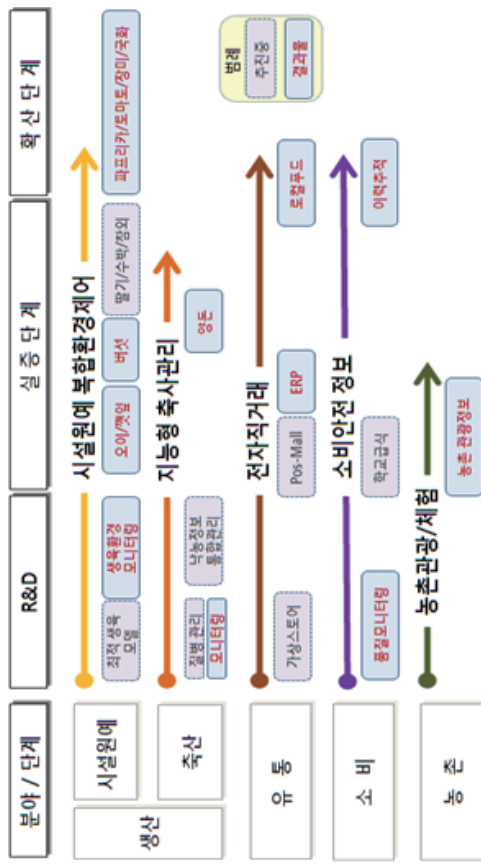 분야 / 단계
R&D
실 증 단 계
확 산 단 계
생산
시설원예
시설원예 복합환경제어
최적 생육
모델
생육환경
모니터링
오이/깻잎
버섯
딸기/수박/참외
파프리카/토마토/장미/국화
축산
지능형 축사관리
질병 관리
모니터링
낙농정보
통합관리
양돈
유 통
전자직거래
가상스토어
Pos-Mall
ERP
로컬푸드
소 비
소비안전 정보
품질모니터링
학교급식
이력추적
농 촌
농촌관광/체험
농촌 관광정보
범례
추진중
결과물